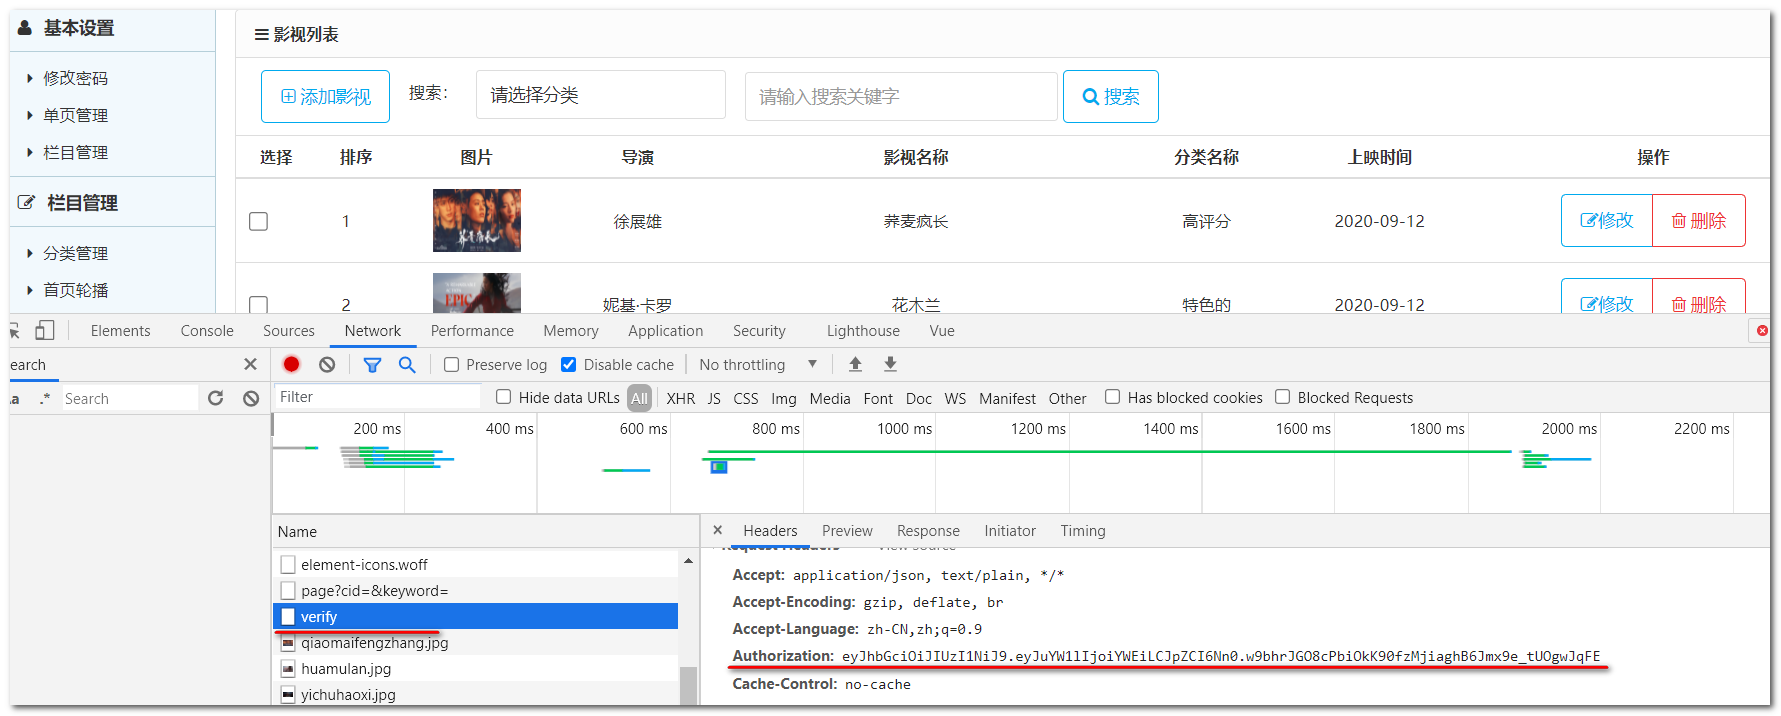 基本设置
修改密码
单页管理
栏目管理
栏目管理
分类管理
首页轮播
影视列表
添加影视 搜索: 请选择分类 请输入搜索关键字 搜索
选择 排序 图片 导演 影视名称 分类名称 上映时间 操作
1 徐展雄 荞麦疯长 高评分 2020-09-12 修改 删除
EPIC
2 妮基·卡罗 花木兰 特色的 2020-09-12 修改 删除
Elements Console Sources Network Performance Memory Application Security Lighthouse Vue
earch
Preserve log Disable cache No throttling
Aa .* Search
Filter Hide data URLs All XHR JS CSS Img Media Font Doc WS Manifest Other Has blocked cookies Blocked Requests
200 ms 400 ms 600 ms 800 ms 1000 ms 1200 ms 1400 ms 1600 ms 1800 ms 2000 ms 2200 ms
Name
element-icons.woff
page?cid=&keyword=
verify
qiaomaifengzhang.jpg
huamulan.jpg
yichuhaoxi.jpg
Headers Preview Response Initiator Timing
Request Headers view source
Accept: application/json, text/plain, */*
Accept-Encoding: gzip, deflate, br
Accept-Language: zh-CN,zh;q=0.9
Authorization: eyJhbGciOiJIUzI1NiJ9.eyJuYW1lIjoiYWEiLCJpZCI6Nn0.w9bhrJGO8cPbiOkK90fzMjiaghB6Jmx9e_tUOgwJqFE
Cache-Control: no-cache